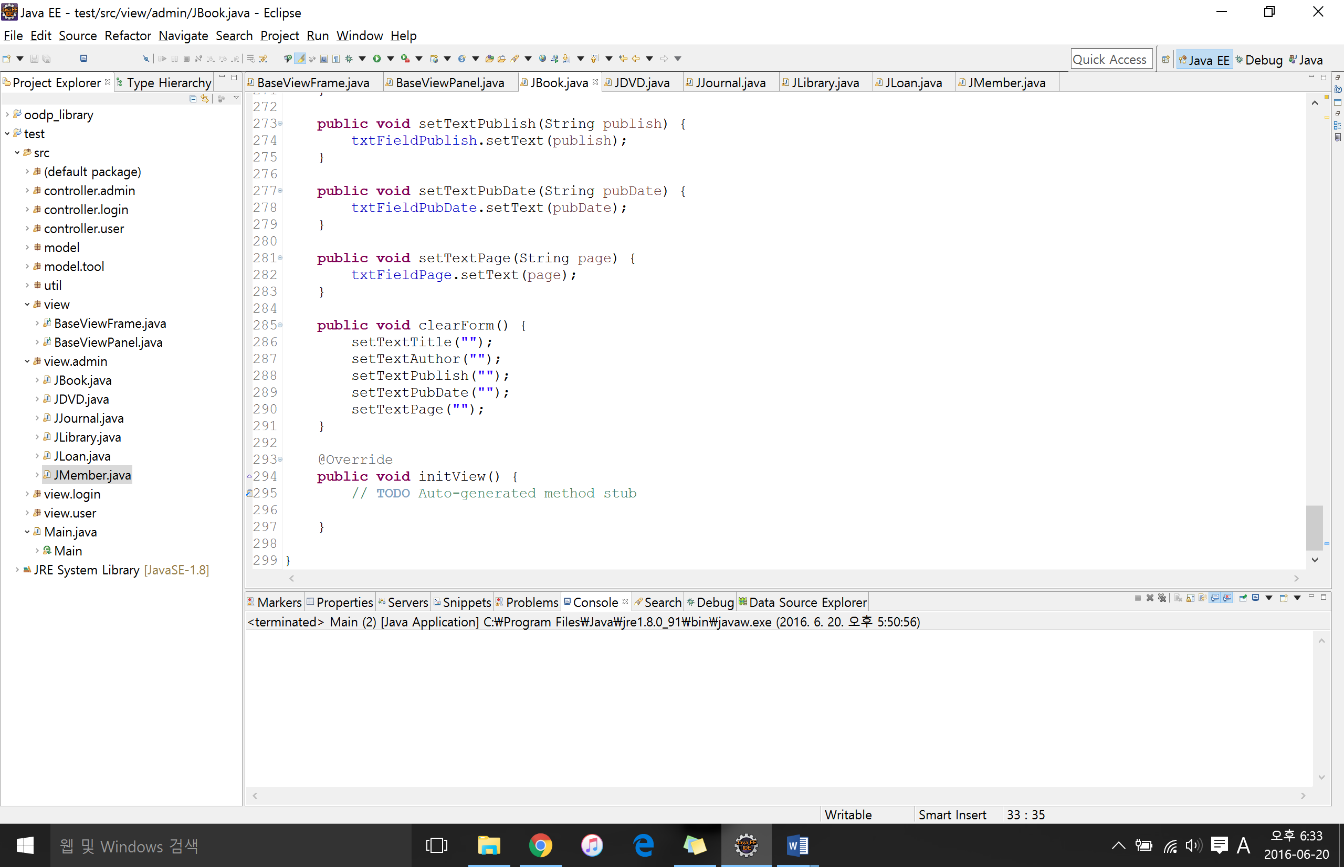 Java EE - test/src/view/admin/JBook.java - Eclipse
File Edit Source Refactor Navigate Search Project Run Window Help
Quick Access
Java EE Debug Java
Project Explorer Type Hierarchy
BaseViewFrame.java BaseViewPanel.java JBook.java JDVD.java JJournal.java JLibrary.java JLoan.java JMember.java
oodp_library
test
src
(default package)
controller.admin
controller.login
controller.user
model
model.tool
util
view
BaseViewFrame.java
BaseViewPanel.java
view.admin
JBook.java
JDVD.java
JJournal.java
JLibrary.java
JLoan.java
JMember.java
view.login
view.user
Main.java
Main
JRE System Library [JavaSE-1.8]
272
273 public void setTextPublish(String publish) {
274 txtFieldPublish.setText(publish);
275 }
276
277 public void setTextPubDate(String pubDate) {
278 txtFieldPubDate.setText(pubDate);
279 }
280
281 public void setTextPage(String page) {
282 txtFieldPage.setText(page);
283 }
284
285 public void clearForm() {
286 setTextTitle("");
287 setTextAuthor("");
288 setTextPublish("");
289 setTextPubDate("");
290 setTextPage("");
291 }
292
293 @Override
294 public void initView() {
295 // TODO Auto-generated method stub
296
297 }
298
299 }
Markers Properties Servers Snippets Problems Console Search Debug Data Source Explorer
<terminated> Main (2) [Java Application] C:₩Program Files₩Java₩jre1.8.0_91₩bin₩javaw.exe (2016. 6. 20. 오후 5:50:56)
Writable Smart Insert 33 : 35
웹 및 Windows 검색
A
오후 6:33
2016-06-20